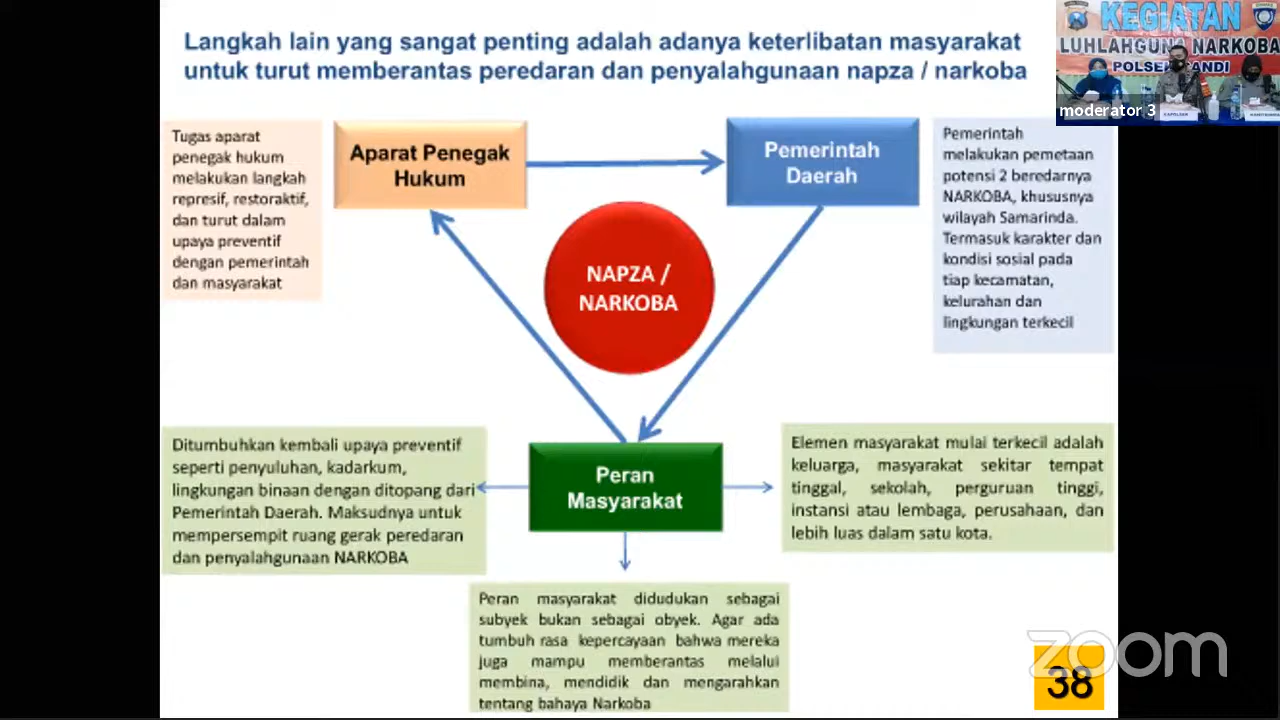 Langkah lain yang sangat penting adalah adanya keterlibatan masyarakat
untuk turut memberantas peredaran dan penyalahgunaan napza / narkoba
KEGIATAN
LUHLAHGUNA NARKOBA
POLSEK CANDI
moderator 3
KAPOLSEK
Tugas aparat
penegak hukum
melakukan langkah
represif, restoraktif,
dan turut dalam
upaya preventif
dengan pemerintah
dan masyarakat
Aparat Penegak
Hukum
Pemerintah
Daerah
Pemerintah
melakukan pemetaan
potensi 2 beredarnya
NARKOBA, khususnya
wilayah Samarinda.
Termasuk karakter dan
kondisi sosial pada
tiap kecamatan,
kelurahan dan
lingkungan terkecil
NAPZA /
NARKOBA
Ditumbuhkan kembali upaya preventif
seperti penyuluhan, kadarkum,
lingkungan binaan dengan ditopang dari
Pemerintah Daerah. Maksudnya untuk
mempersempit ruang gerak peredaran
dan penyalahgunaan NARKOBA
Peran
Masyarakat
Elemen masyarakat mulai terkecil adalah
keluarga, masyarakat sekitar tempat
tinggal, sekolah, perguruan tinggi,
instansi atau lembaga, perusahaan, dan
lebih luas dalam satu kota.
Peran masyarakat didudukan sebagai
subyek bukan sebagai obyek. Agar ada
tumbuh rasa kepercayaan bahwa mereka
juga mampu memberantas melalui
membina, mendidik dan mengarahkan
tentang bahaya Narkoba
zoom
38